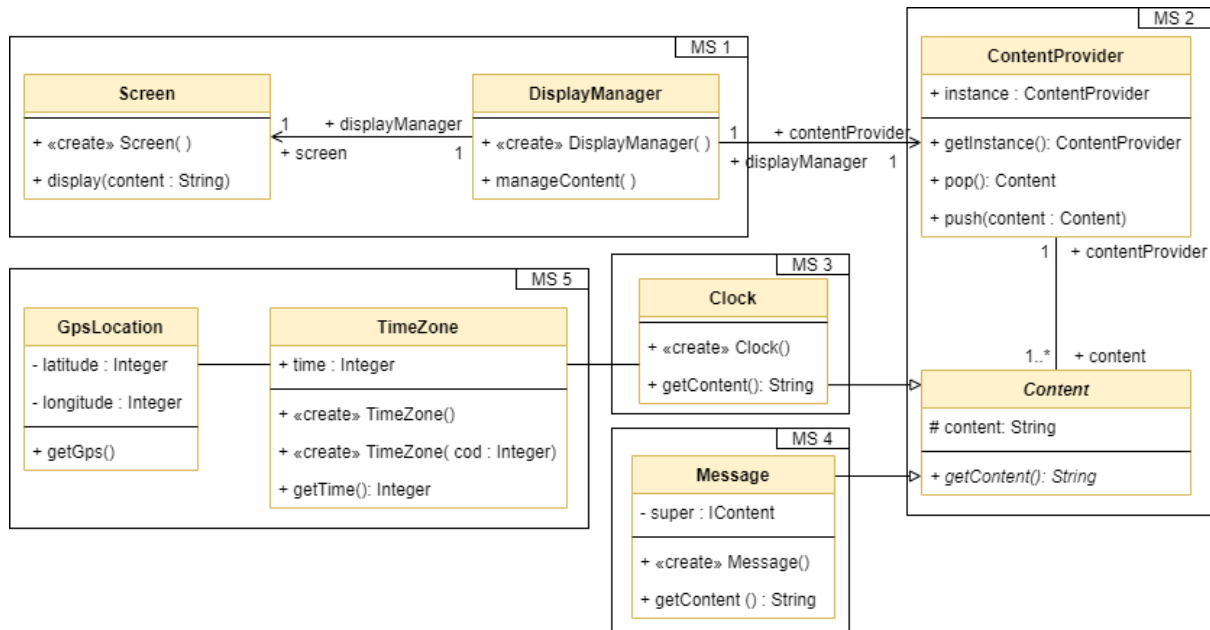 MS 1
Screen
+ «create» Screen( )
+ display(content : String)
1
+ displayManager
+ screen
1
DisplayManager
+ «create» DisplayManager( )
+ manageContent( )
1
+ contentProvider
+ displayManager
1
MS 2
ContentProvider
+ instance : ContentProvider
+ getInstance(): ContentProvider
+ pop(): Content
+ push(content : Content)
1
+ contentProvider
1..*
+ content
Content
# content: String
+ getContent(): String
MS 5
GpsLocation
- latitude : Integer
- longitude : Integer
+ getGps()
TimeZone
+ time : Integer
+ «create» TimeZone()
+ «create» TimeZone( cod : Integer)
+ getTime(): Integer
MS 3
Clock
+ «create» Clock()
+ getContent(): String
MS 4
Message
- super : IContent
+ «create» Message()
+ getContent () : String